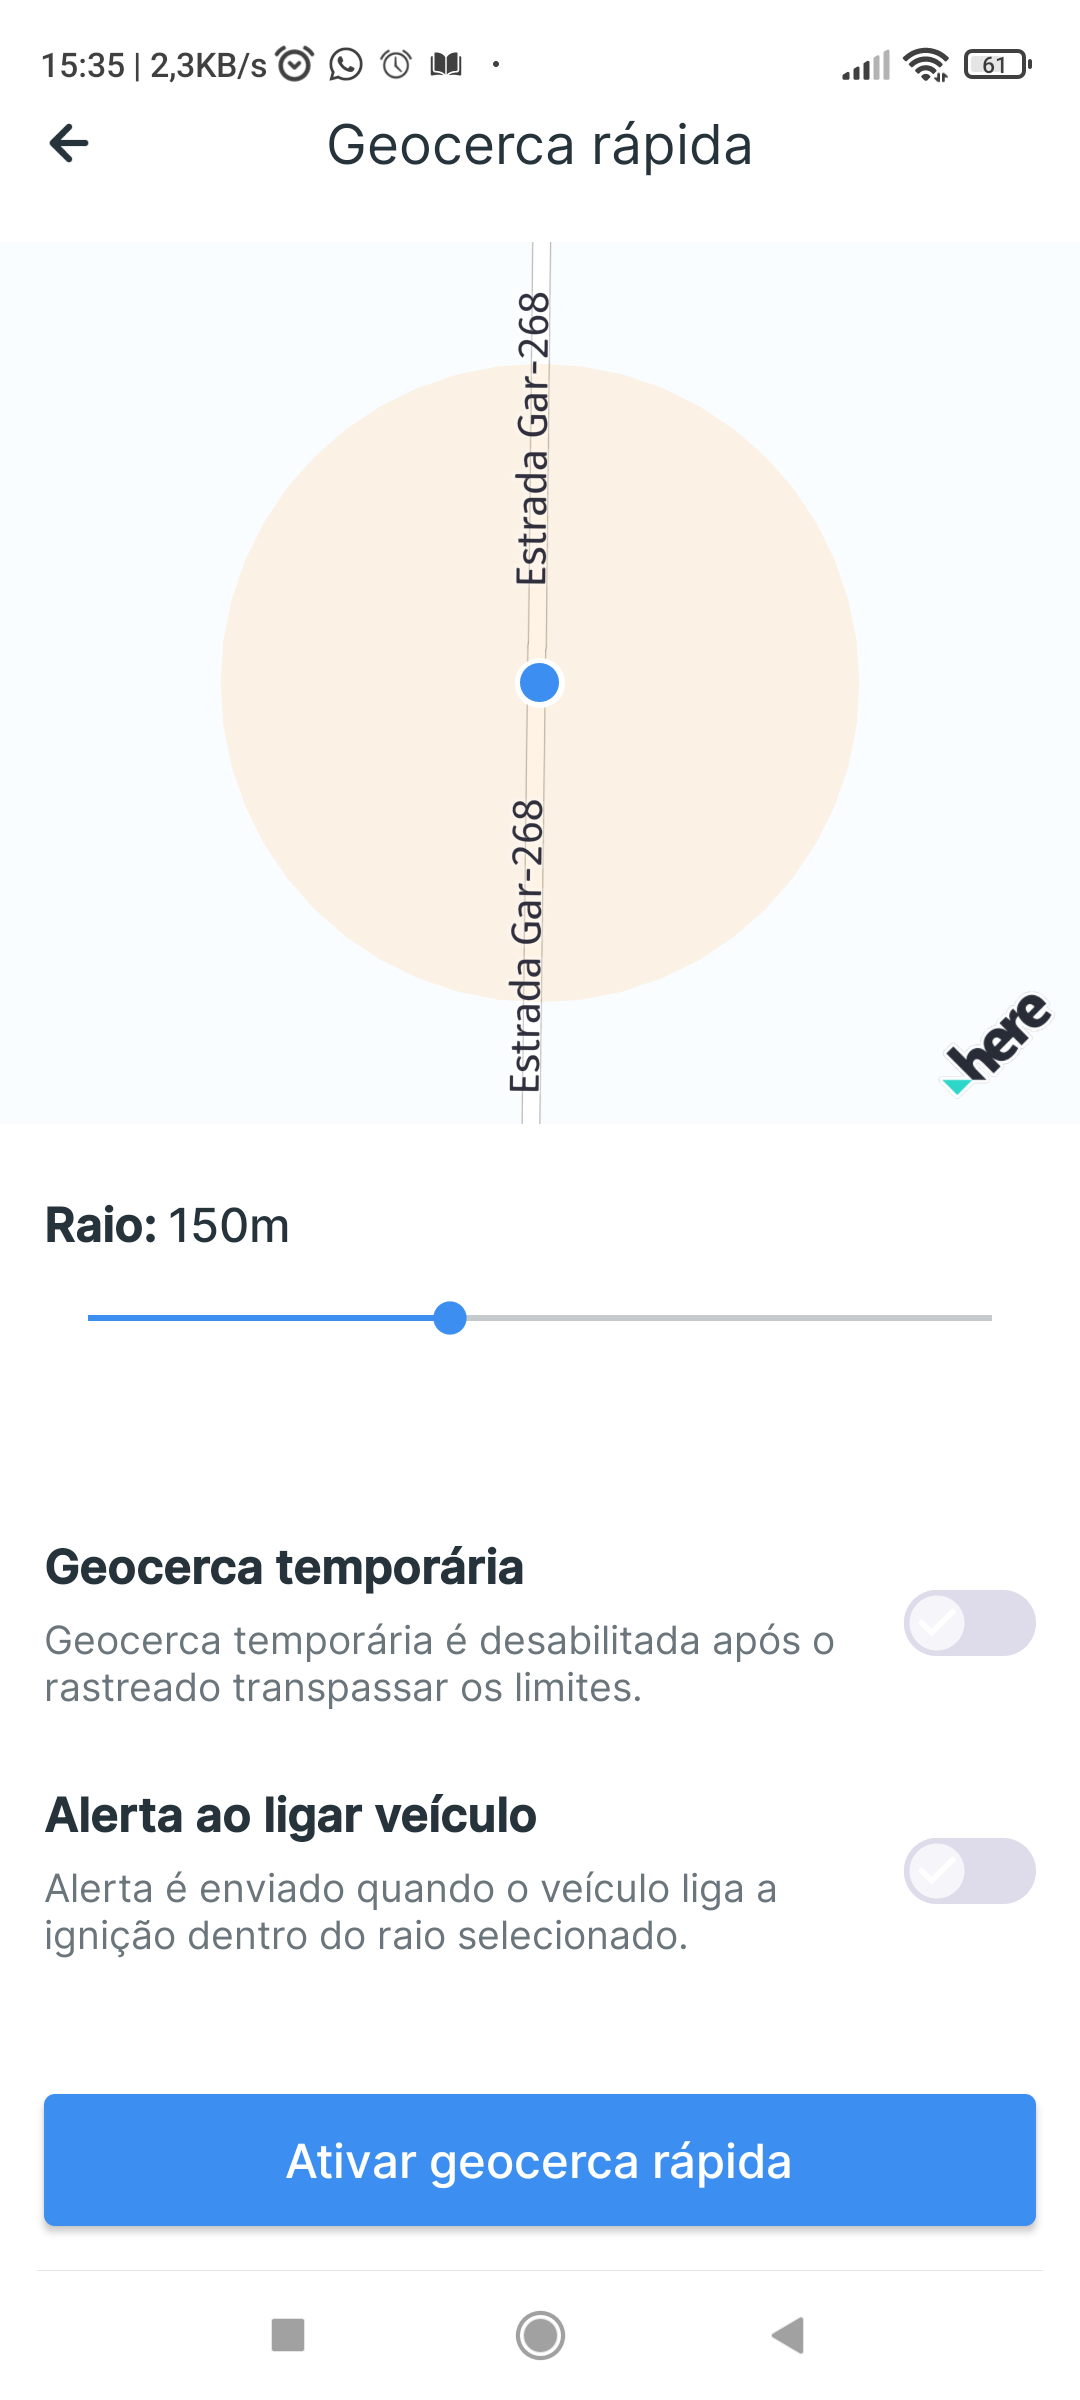 15:35 | 2,3KB/s
61
Geocerca rápida
Estrada Gar-268
Estrada Gar-268
here
Raio: 150m
Geocerca temporária
Geocerca temporária é desabilitada após o
rastreado transpassar os limites.
Alerta ao ligar veículo
Alerta é enviado quando o veículo liga a
ignição dentro do raio selecionado.
Ativar geocerca rápida